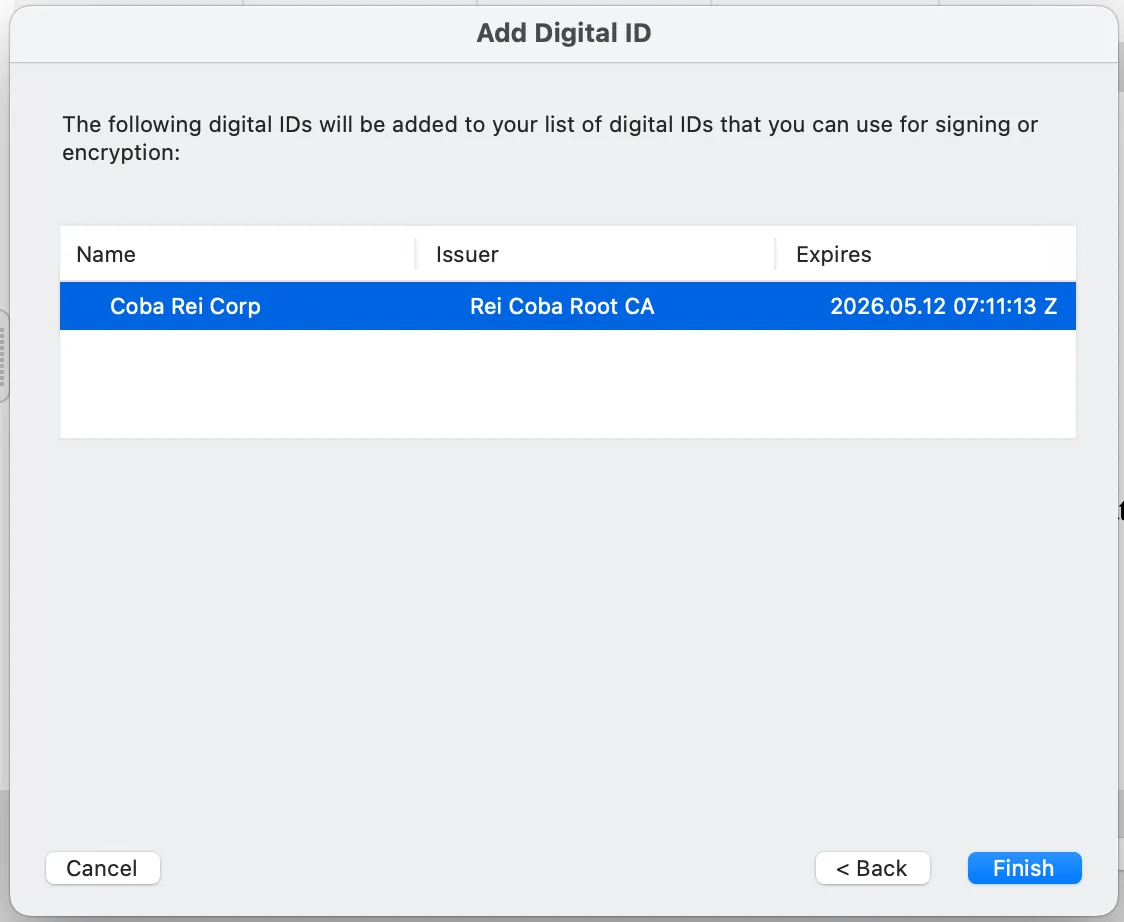 Add Digital ID
The following digital IDs will be added to your list of digital IDs that you can use for signing or
encryption:
Name Issuer Expires
Coba Rei Corp Rei Coba Root CA 2026.05.12 07:11:13 Z
Cancel < Back Finish